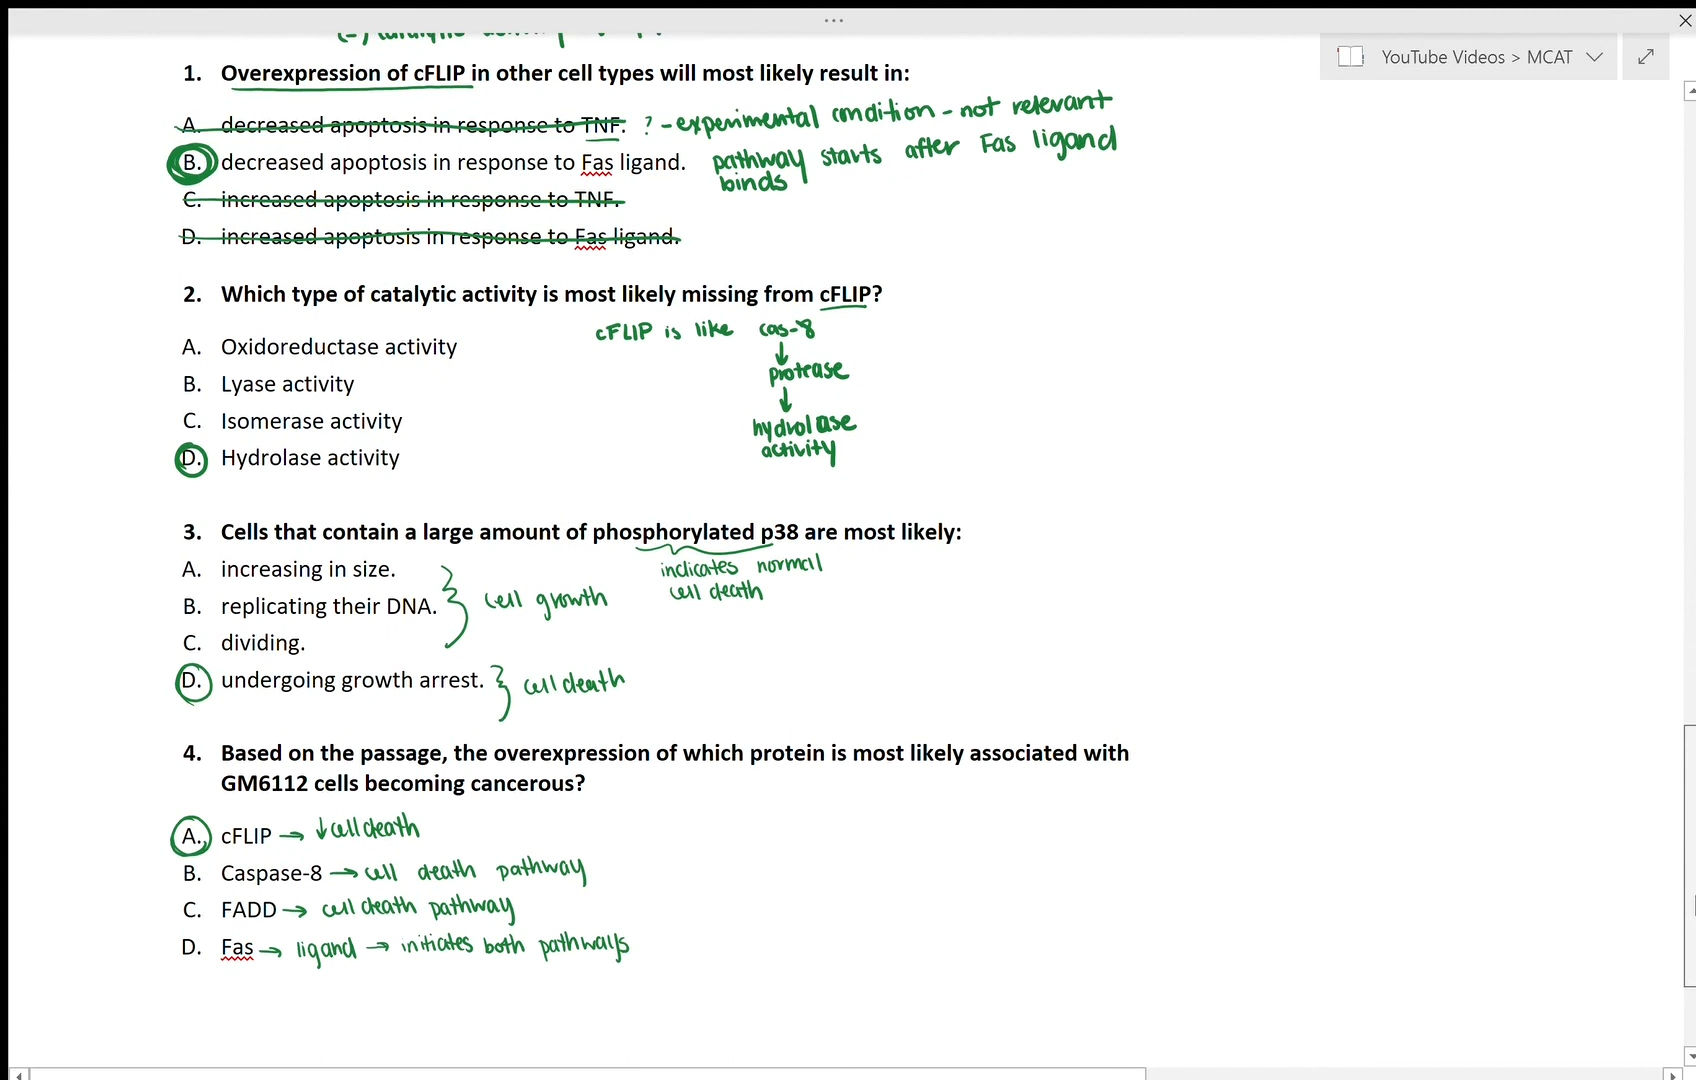 YouTube Videos > MCAT
1. Overexpression of cFLIP in other cell types will most likely result in:
A. decreased apoptosis in response to TNF. ? - experimental condition - not relevant
B. decreased apoptosis in response to Fas ligand. pathway starts after Fas ligand
binds
C. increased apoptosis in response to TNF.
D. increased apoptosis in response to Fas ligand.
2. Which type of catalytic activity is most likely missing from cFLIP?
cFLIP is like cas-8
A. Oxidoreductase activity
protease
B. Lyase activity
C. Isomerase activity
hydrolase
activity
D. Hydrolase activity
3. Cells that contain a large amount of phosphorylated p38 are most likely:
A. increasing in size.
indicates normal
cell death
B. replicating their DNA. cell growth
C. dividing.
D. undergoing growth arrest. cell death
4. Based on the passage, the overexpression of which protein is most likely associated with
GM6112 cells becoming cancerous?
A. cFLIP → ↓ cell death
B. Caspase-8 → cell death pathway
C. FADD → cell death pathway
D. Fas → ligand → initiates both pathways